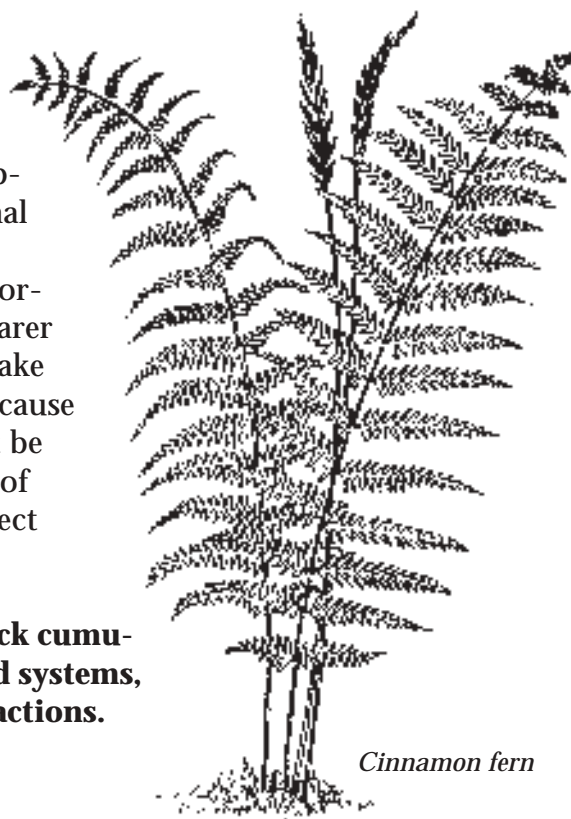 p-
nal
or-
arer
ake
cause
be
of
ect
ck cumu-
d systems,
actions.
Cinnamon fern